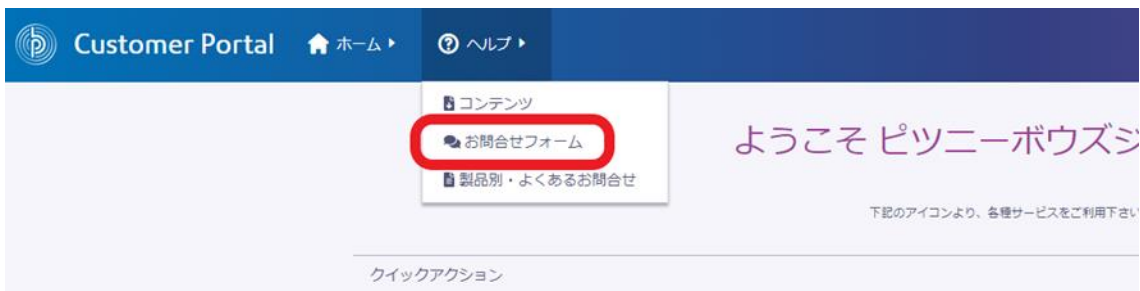 Customer Portal ホーム ヘルプ
コンテンツ
お問合せフォーム
製品別・よくあるお問合せ
ようこそ ピツニーボウズジ
下記のアイコンより、各種サービスをご利用下さい
クイックアクション